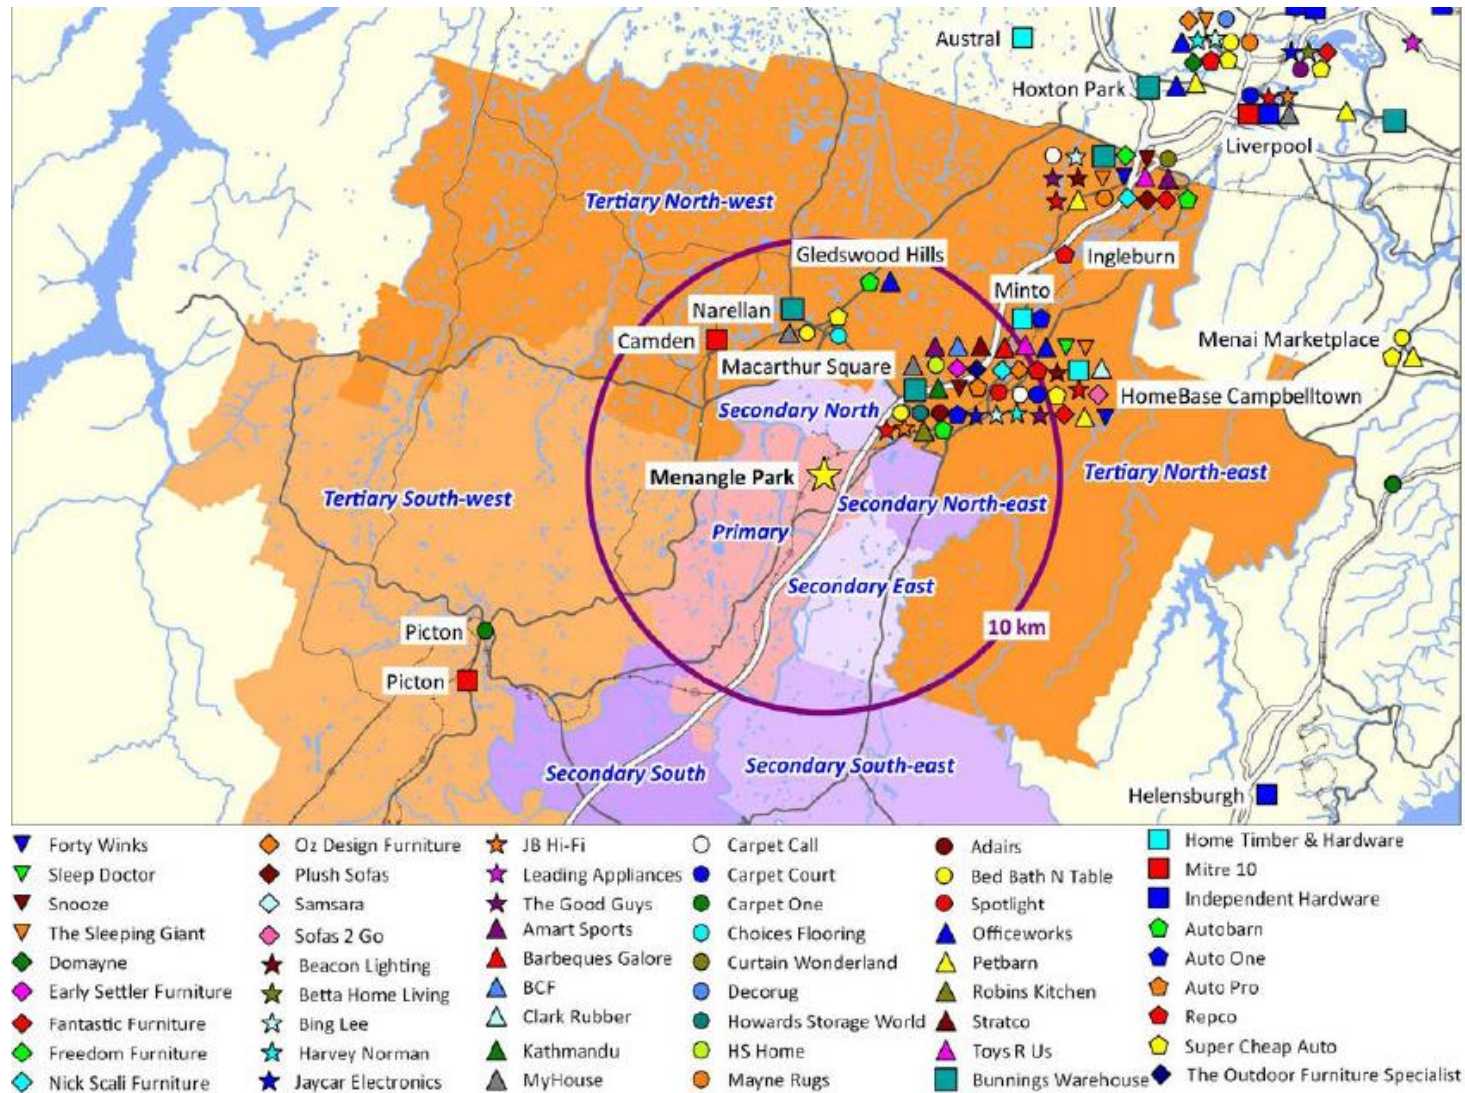 Austral
Hoxton Park
Liverpool
Tertiary North-west
Gledswood Hills
Ingleburn
Minto
Narellan
Camden
Menai Marketplace
Macarthur Square
HomeBase Campbelltown
Secondary North
Menangle Park
Tertiary North-east
Tertiary South-west
Secondary North-east
Primary
Secondary East
10 km
Picton
Picton
Secondary South
Secondary South-east
Helensburgh
Forty Winks
Sleep Doctor
Snooze
The Sleeping Giant
Domayne
Early Settler Furniture
Fantastic Furniture
Freedom Furniture
Nick Scali Furniture
Oz Design Furniture
Plush Sofas
Samsara
Sofas 2 Go
Beacon Lighting
Betta Home Living
Bing Lee
Harvey Norman
Jaycar Electronics
JB Hi-Fi
Leading Appliances
The Good Guys
Amart Sports
Barbeques Galore
BCF
Clark Rubber
Kathmandu
MyHouse
Carpet Call
Carpet Court
Carpet One
Choices Flooring
Curtain Wonderland
Decorug
Howards Storage World
HS Home
Mayne Rugs
Adairs
Bed Bath N Table
Spotlight
Officeworks
Petbarn
Robins Kitchen
Stratco
Toys R Us
Bunnings Warehouse
Home Timber & Hardware
Mitre 10
Independent Hardware
Autobarn
Auto One
Auto Pro
Repco
Super Cheap Auto
The Outdoor Furniture Specialist